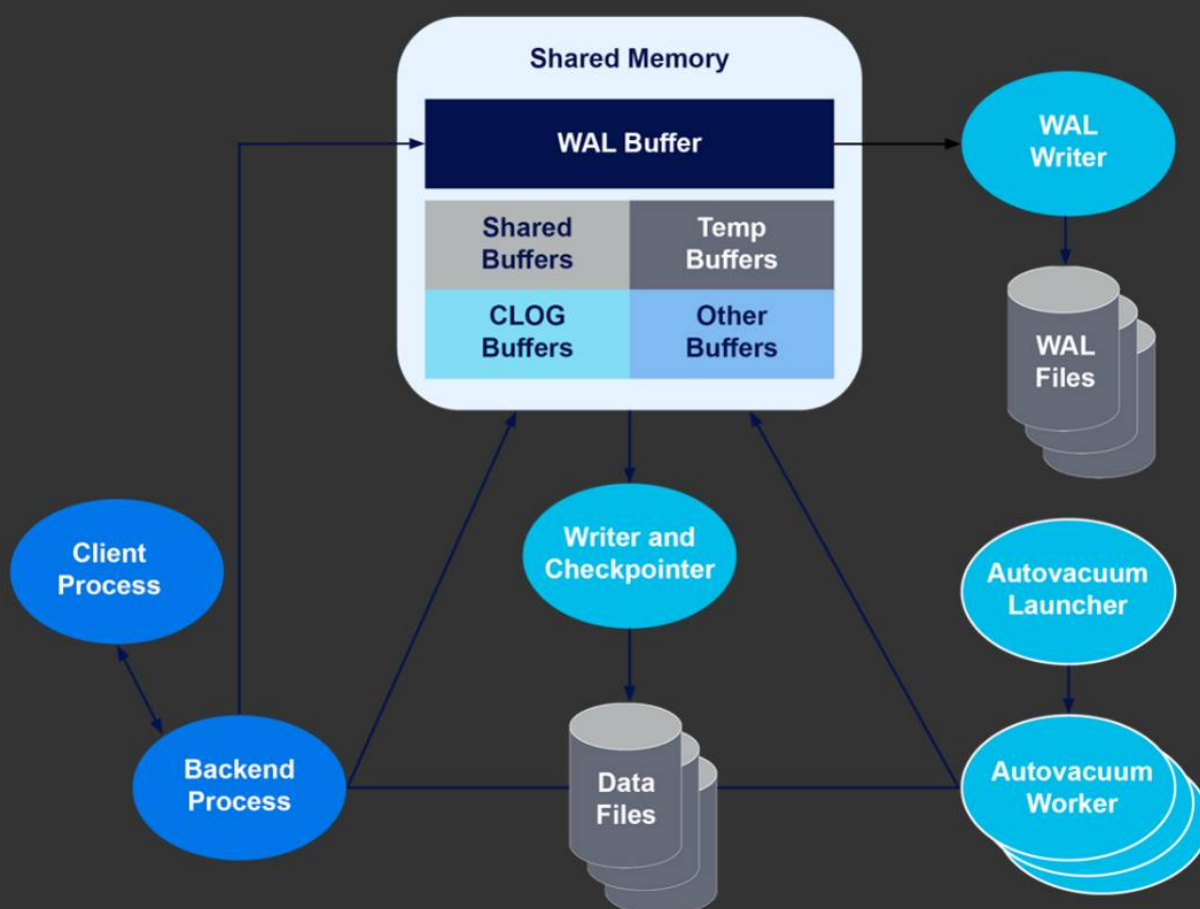 Shared Memory
WAL Buffer
Shared
Buffers
Temp
Buffers
CLOG
Buffers
Other
Buffers
WAL
Writer
WAL
Files
Client
Process
Writer and
Checkpointer
Autovacuum
Launcher
Backend
Process
Data
Files
Autovacuum
Worker